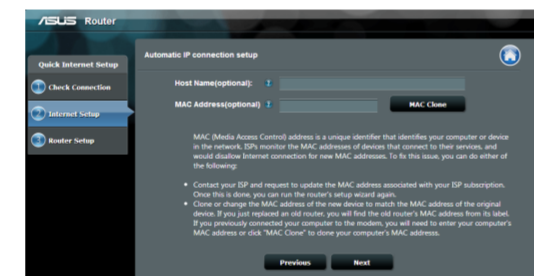 ASUS Router
Quick Internet Setup
Automatic IP connection setup
1 Check Connection
2 Internet Setup
3 Router Setup
Host Name(optional):
MAC Address(optional)
MAC Clone
MAC (Media Access Control) address is a unique identifier that identifies your computer or device
in the network. ISPs monitor the MAC addresses of devices that connect to their services, and
would disallow Internet connection for new MAC addresses. To fix this issue, you can do either of
the following:
• Contact your ISP and request to update the MAC address associated with your ISP subscription.
Once this is done, you can run the router's setup wizard again.
• Clone or change the MAC address of the new device to match the MAC address of the original
device. If you just replaced an old router, you will find the old router's MAC address from its label.
If you previously connected your computer to the modem, you will need to enter your computer's
MAC address or click "MAC Clone" to clone your computer's MAC addresss.
Previous Next